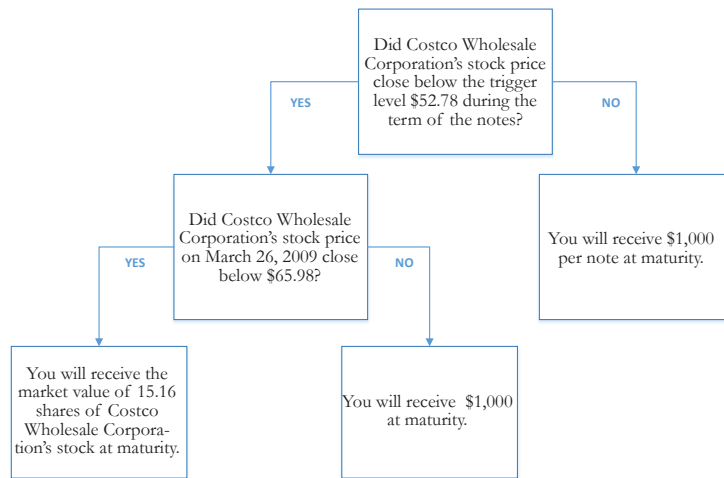 Did Costco Wholesale
Corporation's stock price
close below the trigger
level $52.78 during the
term of the notes?
YES
NO
Did Costco Wholesale
Corporation's stock price
on March 26, 2009 close
below $65.98?
You will receive $1,000
per note at maturity.
YES
NO
You will receive the
market value of 15.16
shares of Costco
Wholesale Corpora-
tion's stock at maturity.
You will receive $1,000
at maturity.